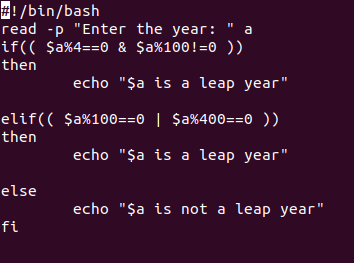 #!/bin/bash
read -p "Enter the year: " a
if(( $a%4==0 & $a%100!=0 ))
then
        echo "$a is a leap year"
elif(( $a%100==0 | $a%400==0 ))
then
        echo "$a is a leap year"
else
        echo "$a is not a leap year"
fi